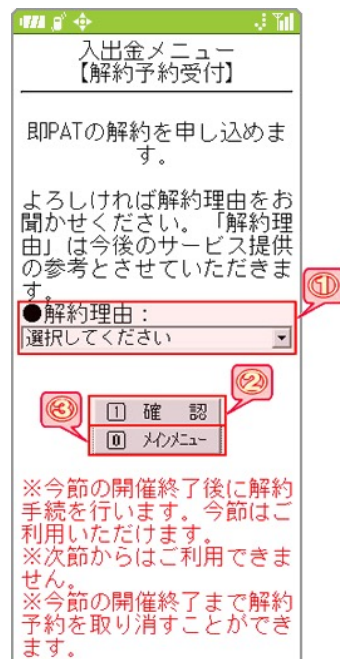 入出金メニュー
【解約予約受付】
即PATの解約を申し込めま
す。
よろしければ解約理由をお
聞かせください。「解約理
由」は今後のサービス提供
の参考とさせていただきま
す。
①
●解約理由：
選択してください
②
③
1 確 認
0 メインメニュー
※今節の開催終了後に解約
手続を行います。今節はご
利用いただけます。
※次節からはご利用できま
せん。
※今節の開催終了まで解約
予約を取り消すことができ
ます。